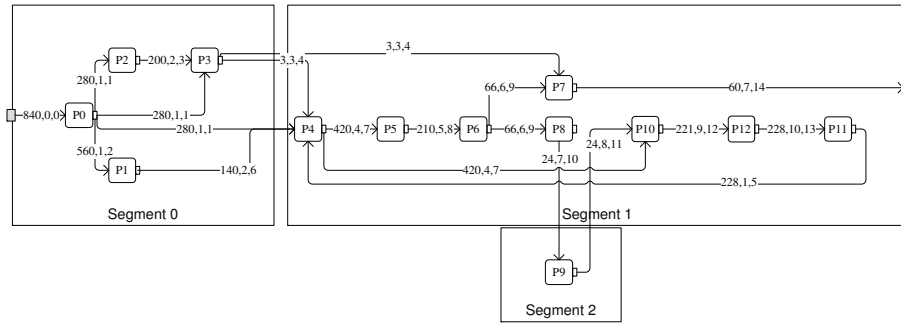 3,3,4
P2
200,2,3
P3
3,3,4
280,1,1
66,6,9
P7
60,7,14
840,0,0
P0
280,1,1
280,1,1
P4
420,4,7
P5
210,5,8
P6
66,6,9
P8
24,8,11
P10
221,9,12
P12
228,10,13
P11
560,1,2
P1
140,2,6
420,4,7
24,7,10
228,1,5
Segment 0
Segment 1
P9
Segment 2